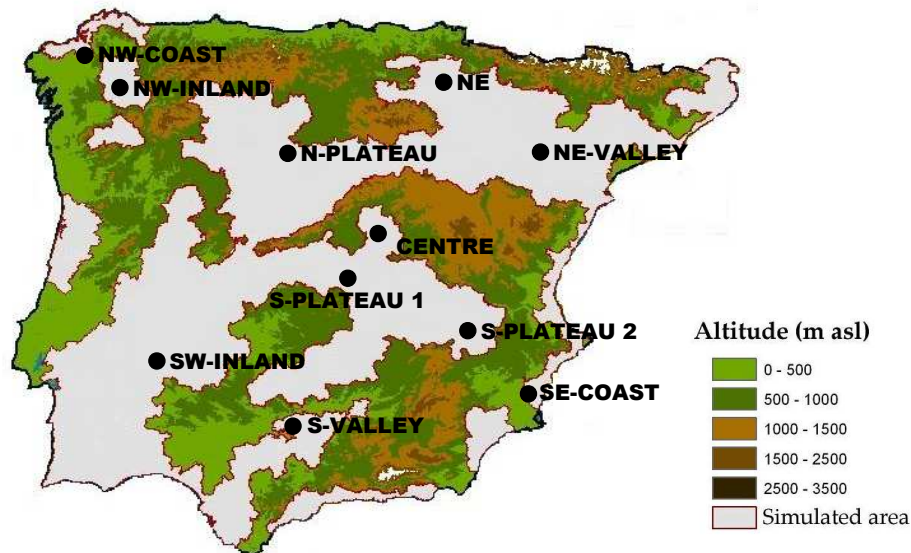 NW-COAST
NE
NW-INLAND
N-PLATEAU
NE-VALLEY
CENTRE
S-PLATEAU 1
S-PLATEAU 2
SW-INLAND
SE-COAST
S-VALLEY
Altitude (m asl)
0 - 500
500 - 1000
1000 - 1500
1500 - 2500
2500 - 3500
Simulated area